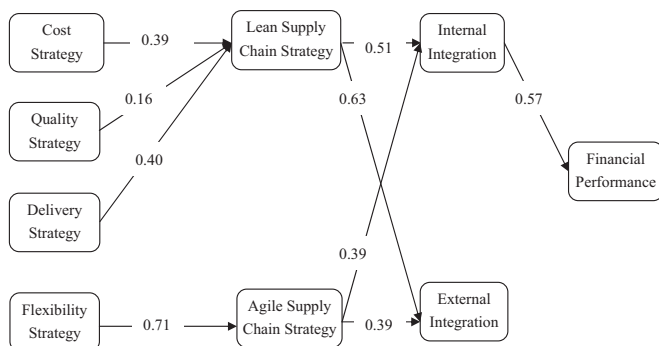 Cost
Strategy
0.39
Lean Supply
Chain Strategy
0.51
Internal
Integration
Quality
Strategy
0.16
0.63
0.57
0.40
Financial
Performance
Delivery
Strategy
0.39
Flexibility
Strategy
0.71
Agile Supply
Chain Strategy
0.39
External
Integration